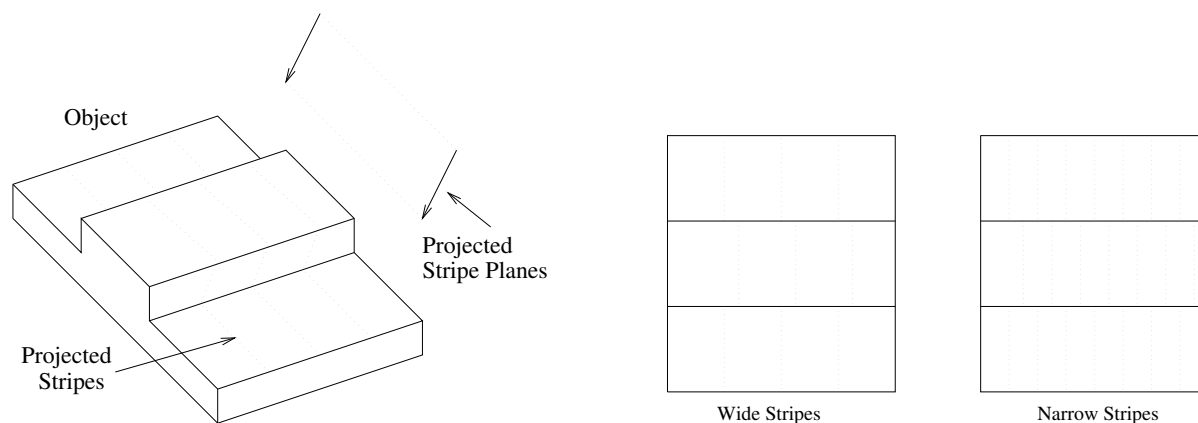 Object
Projected
Stripe Planes
Projected
Stripes
Wide Stripes
Narrow Stripes